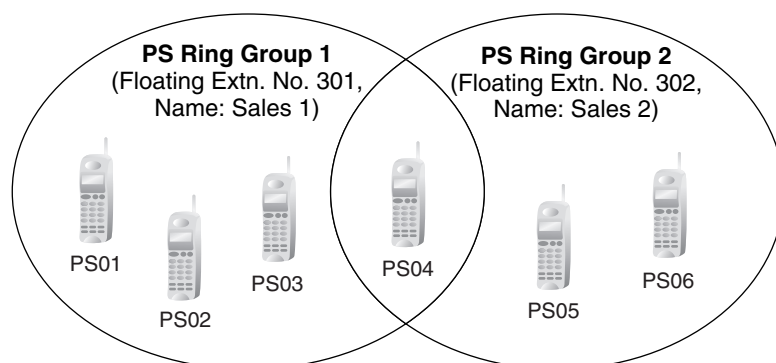 PS Ring Group 1
(Floating Extn. No. 301,
Name: Sales 1)
PS Ring Group 2
(Floating Extn. No. 302,
Name: Sales 2)
PS01
PS02
PS03
PS04
PS05
PS06